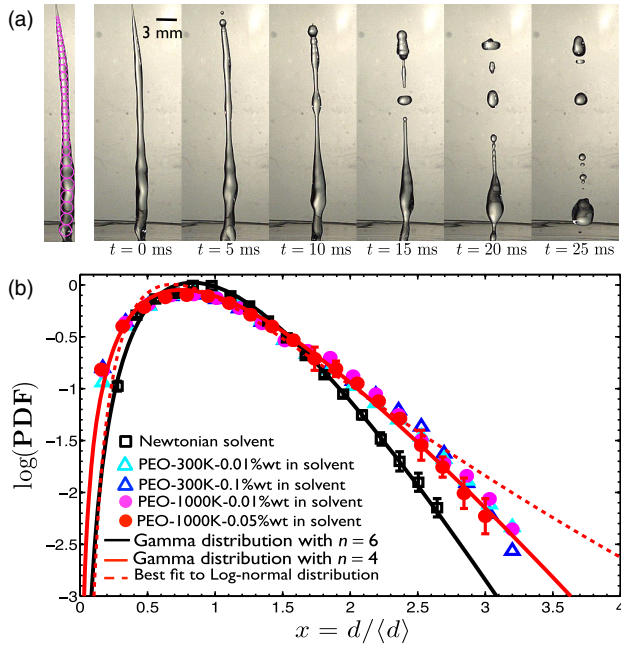 (a)
3 mm
t = 0 ms
t = 5 ms
t = 10 ms
t = 15 ms
t = 20 ms
t = 25 ms
(b)
0
−0.5
−1
−1.5
−2
−2.5
−3
log(PDF)
Newtonian solvent
PEO-300K-0.01%wt in solvent
PEO-300K-0.1%wt in solvent
PEO-1000K-0.01%wt in solvent
PEO-1000K-0.05%wt in solvent
Gamma distribution with n = 6
Gamma distribution with n = 4
Best fit to Log-normal distribution
0 0.5 1 1.5 2 2.5 3 3.5 4
x = d/⟨d⟩